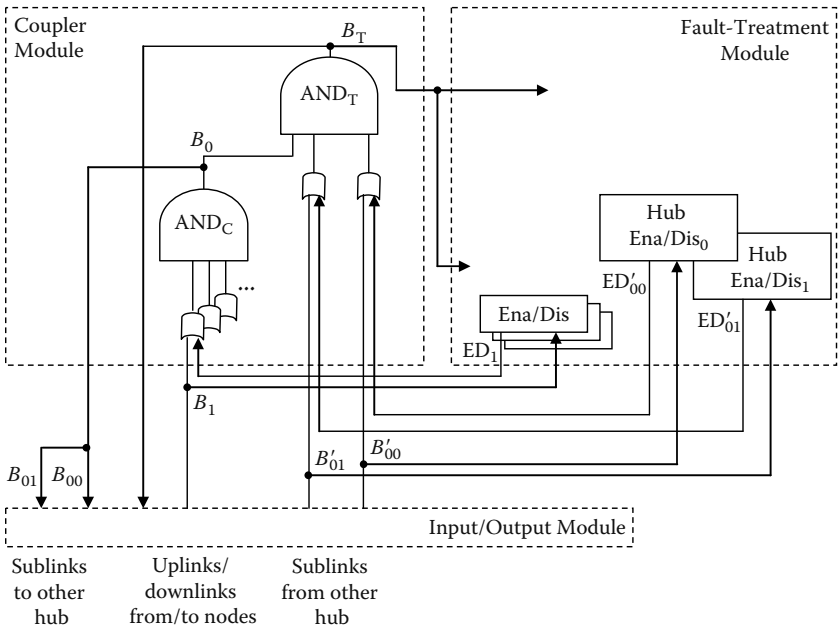 Coupler
Module
B_T
Fault-Treatment
Module
AND_T
B_0
AND_C
...
Hub
Ena/Dis_0
Hub
Ena/Dis_1
ED'_00
ED'_01
Ena/Dis
ED_1
B_1
B_01
B_00
B'_01
B'_00
Input/Output Module
Sublinks
to other
hub
Uplinks/
downlinks
from/to nodes
Sublinks
from other
hub